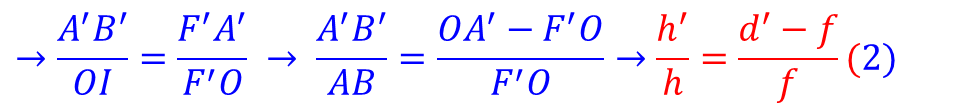 → A′B′/OI = F′A′/F′O → A′B′/AB = (OA′ − F′O)/F′O → h′/h = (d′ − f)/f (2)